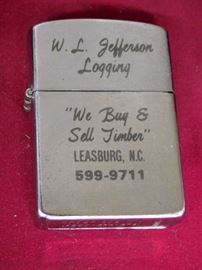 W. L. Jefferson
Logging
"We Buy &
Sell Timber"
LEASBURG, N.C.
599-9711